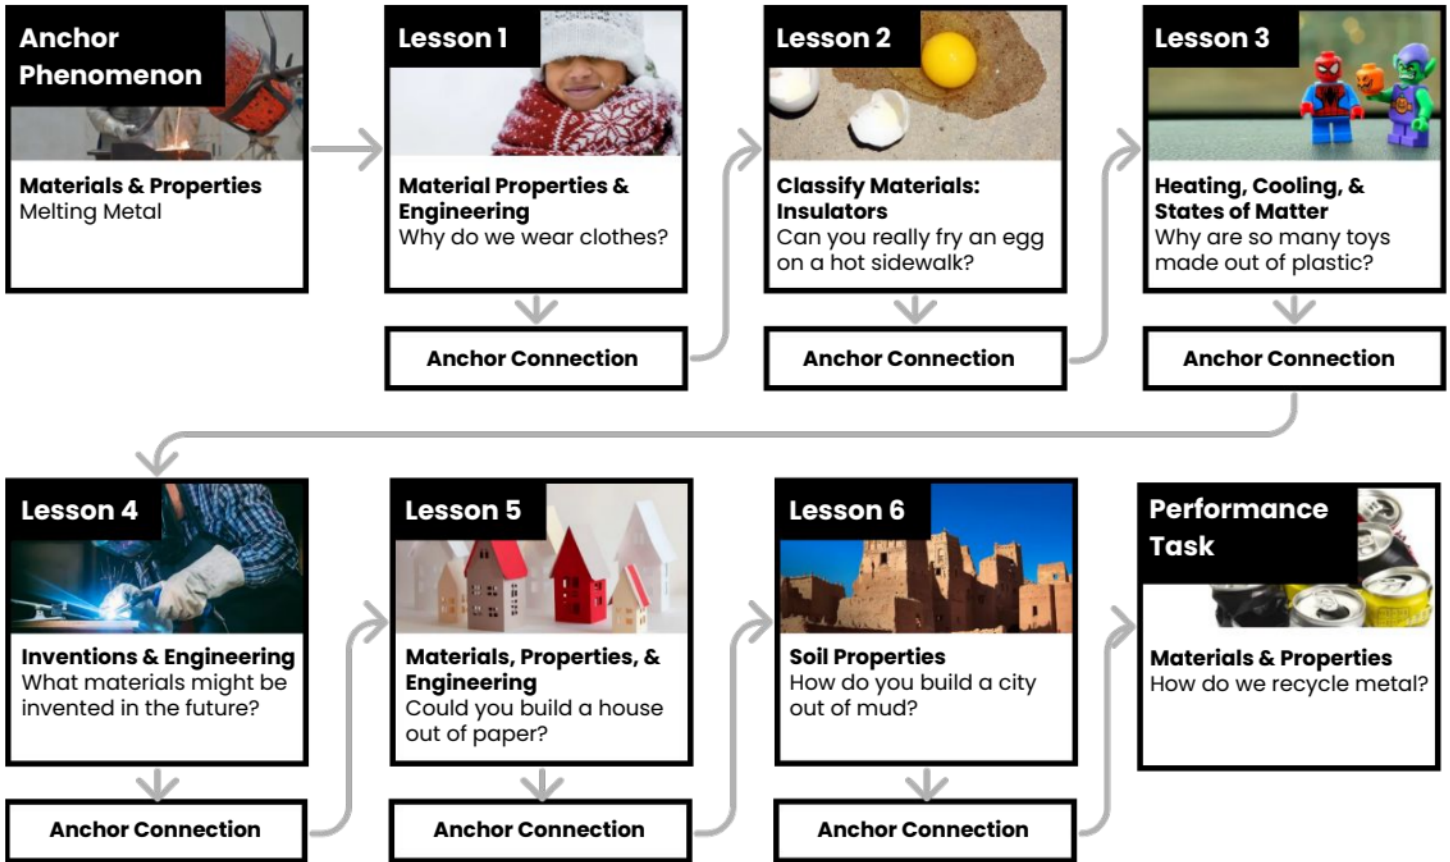 Anchor
Phenomenon
Materials & Properties
Melting Metal
Lesson 1
Material Properties &
Engineering
Why do we wear clothes?
Anchor Connection
Lesson 2
Classify Materials:
Insulators
Can you really fry an egg
on a hot sidewalk?
Anchor Connection
Lesson 3
Heating, Cooling, &
States of Matter
Why are so many toys
made out of plastic?
Anchor Connection
Lesson 4
Inventions & Engineering
What materials might be
invented in the future?
Anchor Connection
Lesson 5
Materials, Properties, &
Engineering
Could you build a house
out of paper?
Anchor Connection
Lesson 6
Soil Properties
How do you build a city
out of mud?
Anchor Connection
Performance
Task
Materials & Properties
How do we recycle metal?